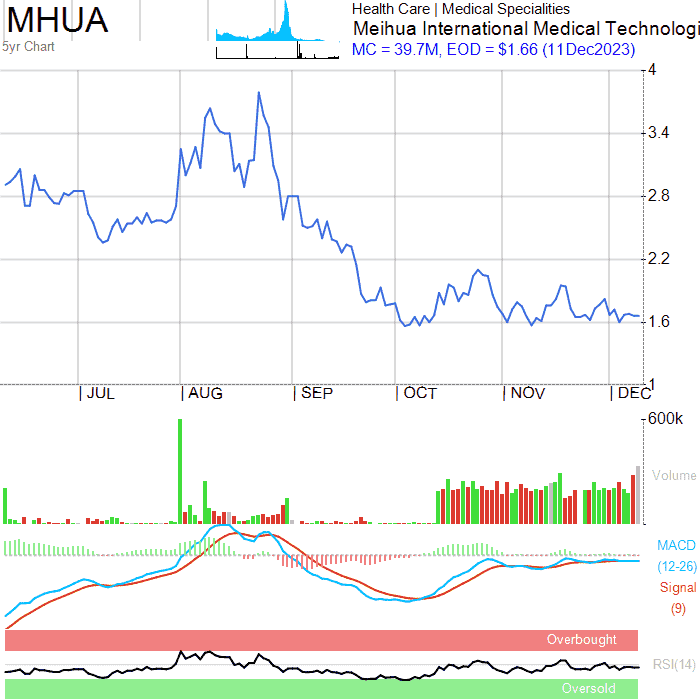 MHUA
5yr Chart
Health Care | Medical Specialities
Meihua International Medical Technologi
MC = 39.7M, EOD = $1.66 (11Dec2023)
4
3.4
2.8
2.2
1.6
1
| JUL | AUG | SEP | OCT | NOV | DEC
600k
Volume
MACD
(12-26)
Signal
(9)
Overbought
RSI(14)
Oversold